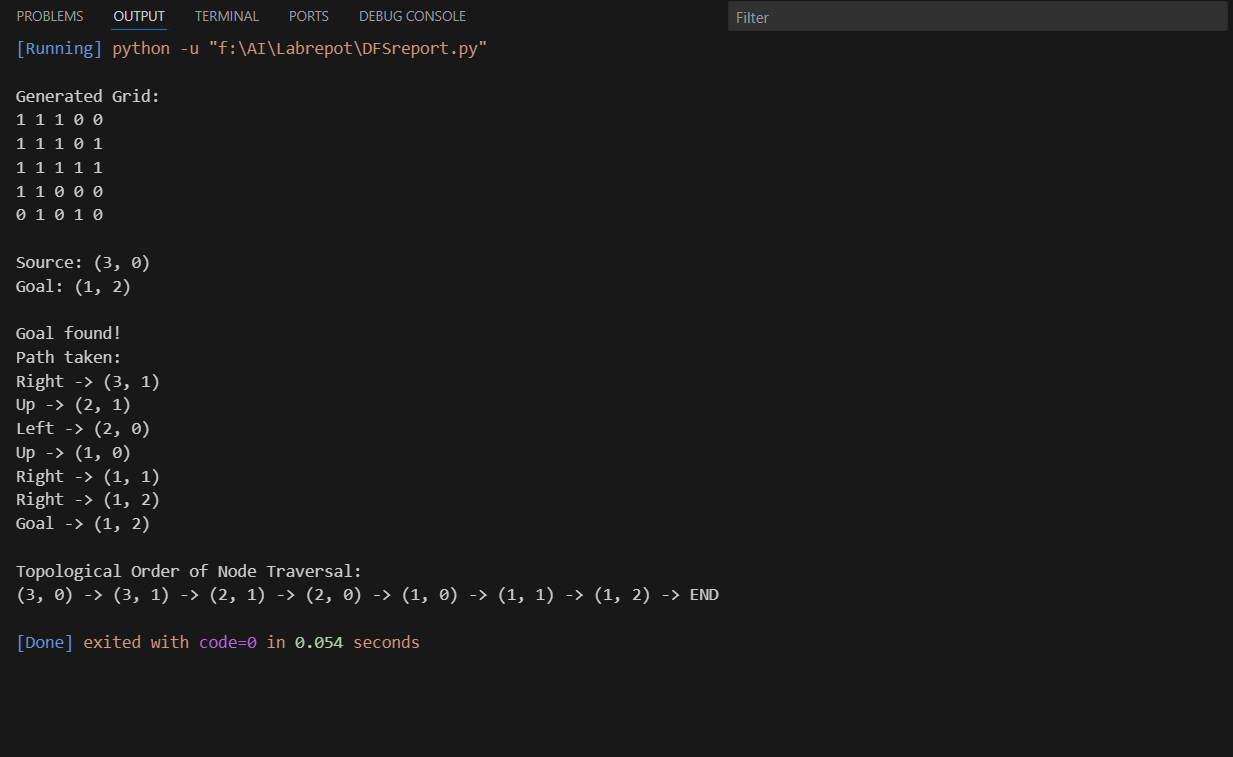 PROBLEMS OUTPUT TERMINAL PORTS DEBUG CONSOLE Filter
[Running] python -u "f:\AI\Labrepot\DFSreport.py"
Generated Grid:
1 1 1 0 0
1 1 1 0 1
1 1 1 1 1
1 1 0 0 0
0 1 0 1 0
Source: (3, 0)
Goal: (1, 2)
Goal found!
Path taken:
Right -> (3, 1)
Up -> (2, 1)
Left -> (2, 0)
Up -> (1, 0)
Right -> (1, 1)
Right -> (1, 2)
Goal -> (1, 2)
Topological Order of Node Traversal:
(3, 0) -> (3, 1) -> (2, 1) -> (2, 0) -> (1, 0) -> (1, 1) -> (1, 2) -> END
[Done] exited with code=0 in 0.054 seconds